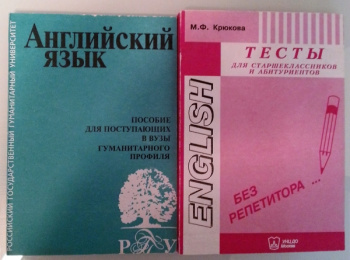 РОССИЙСКИЙ ГОСУДАРСТВЕННЫЙ ГУМАНИТАРНЫЙ УНИВЕРСИТЕТ
Английский
язык
ПОСОБИЕ
ДЛЯ ПОСТУПАЮЩИХ
В ВУЗЫ
ГУМАНИТАРНОГО
ПРОФИЛЯ
М.Ф. Крюкова
ТЕСТЫ
ДЛЯ СТАРШЕКЛАССНИКОВ
И АБИТУРИЕНТОВ
ENGLISH
БЕЗ
РЕПЕТИТОРА ...
Москва